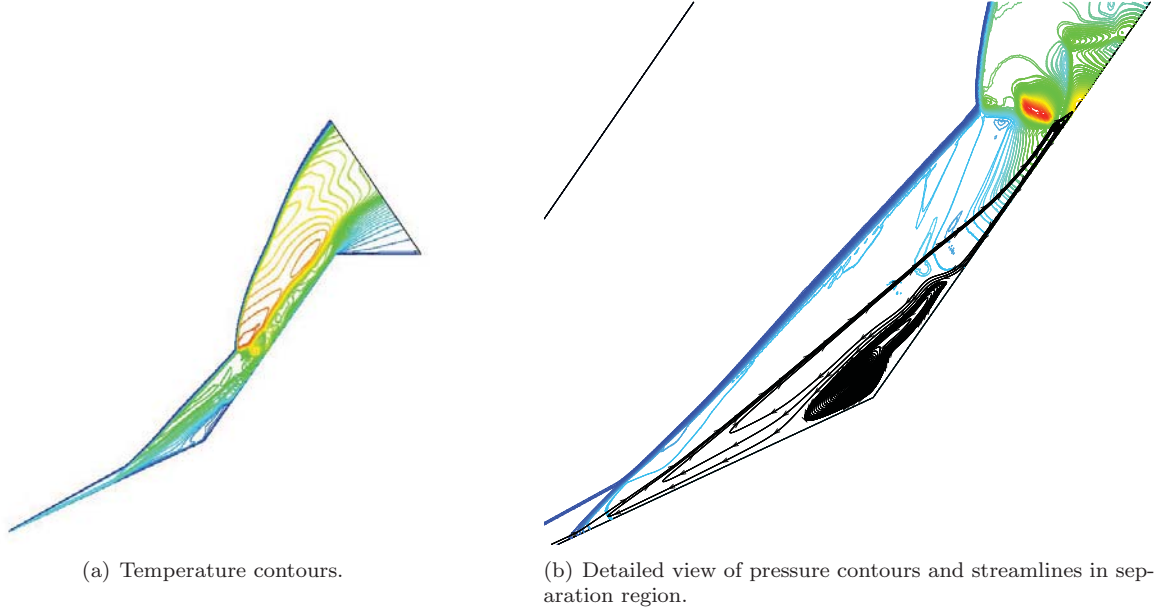 (a) Temperature contours.
(b) Detailed view of pressure contours and streamlines in sep-
aration region.